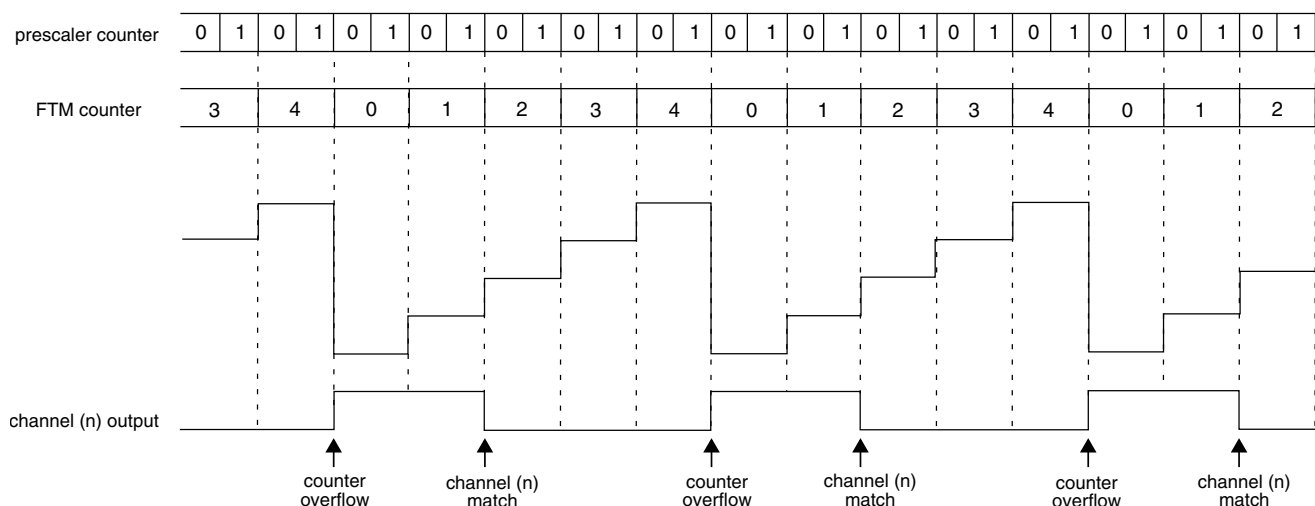 prescaler counter 0 1 0 1 0 1 0 1 0 1 0 1 0 1 0 1 0 1 0 1 0 1 0 1 0 1 0 1 0 1
FTM counter 3 4 0 1 2 3 4 0 1 2 3 4 0 1 2
channel (n) output
counter overflow
channel (n) match
counter overflow
channel (n) match
counter overflow
channel (n) match